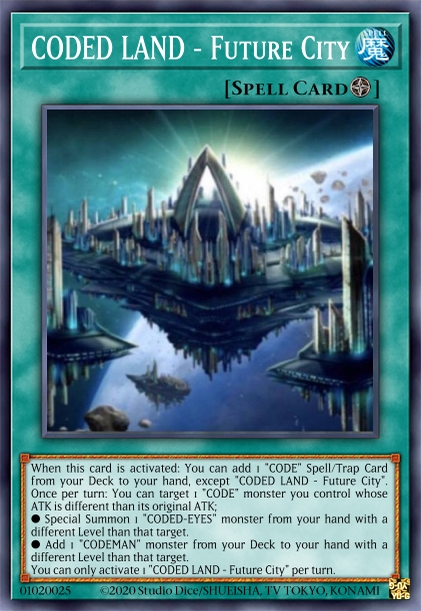 CODED LAND - FUTURE CITY
SPELL
魔
[SPELL CARD]
When this card is activated: You can add 1 "CODE" Spell/Trap Card
from your Deck to your hand, except "CODED LAND - Future City".
Once per turn: You can target 1 "CODE" monster you control whose
ATK is different than its original ATK;
● Special Summon 1 "CODED-EYES" monster from your hand with a
different Level than that target.
● Add 1 "CODEMAN" monster from your Deck to your hand with a
different Level than that target.
You can only activate 1 "CODED LAND - Future City" per turn.
01020025
©2020 Studio Dice/SHUEISHA, TV TOKYO, KONAMI